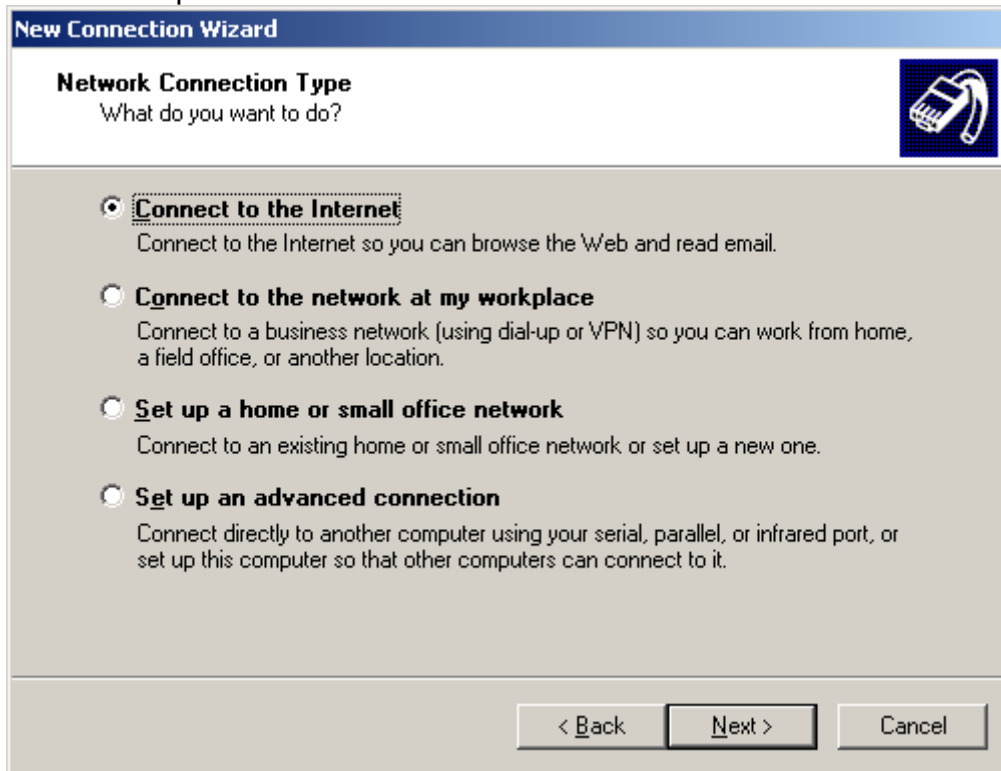 New Connection Wizard
Network Connection Type
What do you want to do?
Connect to the Internet
Connect to the Internet so you can browse the Web and read email.
Connect to the network at my workplace
Connect to a business network (using dial-up or VPN) so you can work from home,
a field office, or another location.
Set up a home or small office network
Connect to an existing home or small office network or set up a new one.
Set up an advanced connection
Connect directly to another computer using your serial, parallel, or infrared port, or
set up this computer so that other computers can connect to it.
< Back Next > Cancel